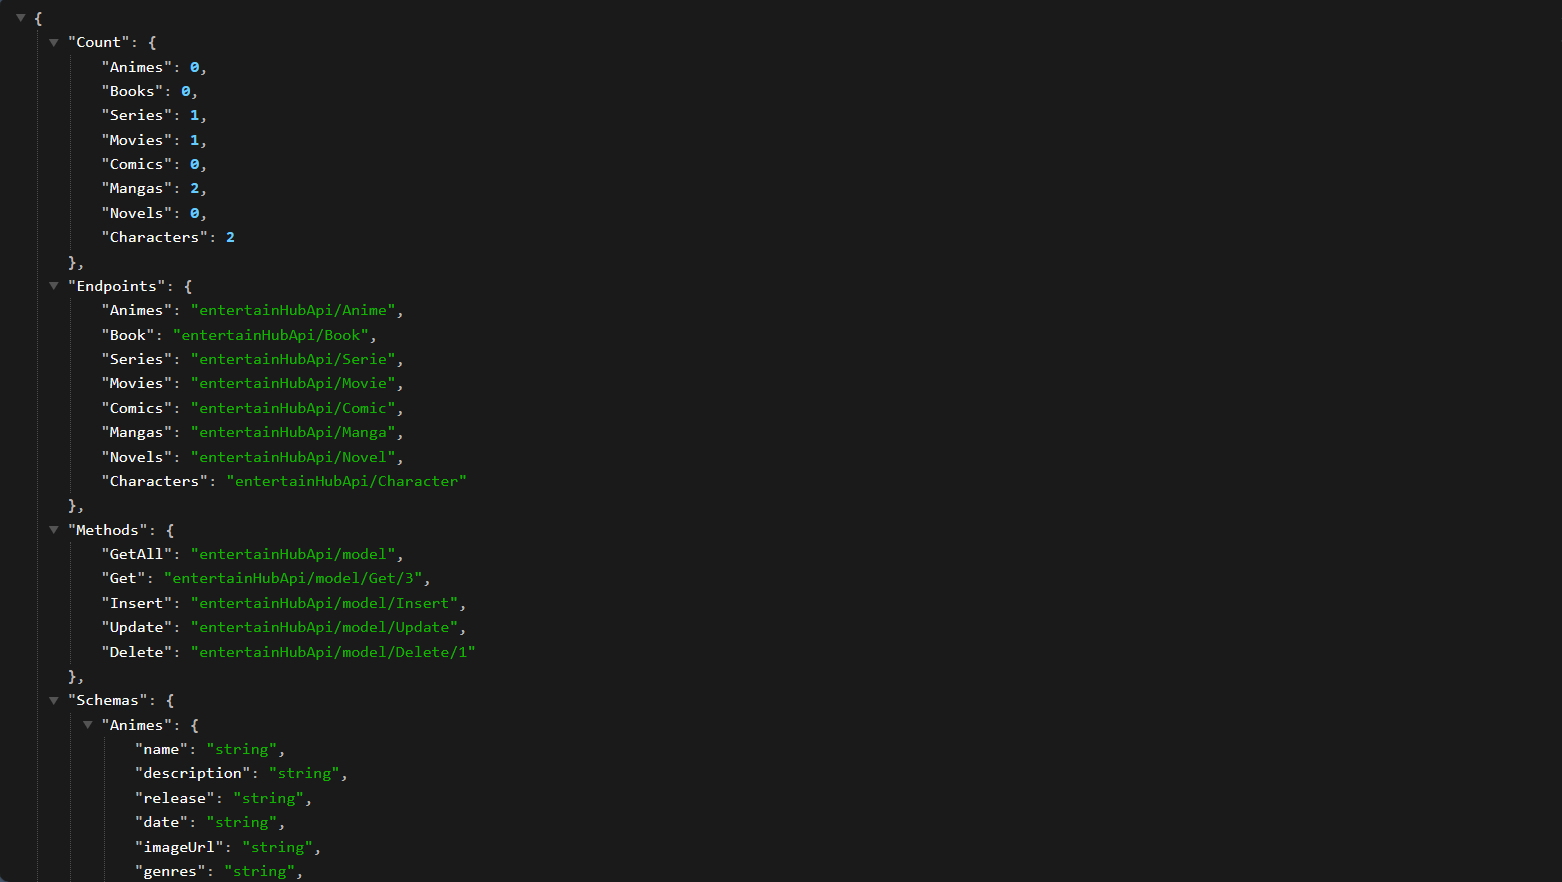 {
"Count": {
"Animes": 0,
"Books": 0,
"Series": 1,
"Movies": 1,
"Comics": 0,
"Mangas": 2,
"Novels": 0,
"Characters": 2
},
"Endpoints": {
"Animes": "entertainHubApi/Anime",
"Book": "entertainHubApi/Book",
"Series": "entertainHubApi/Serie",
"Movies": "entertainHubApi/Movie",
"Comics": "entertainHubApi/Comic",
"Mangas": "entertainHubApi/Manga",
"Novels": "entertainHubApi/Novel",
"Characters": "entertainHubApi/Character"
},
"Methods": {
"GetAll": "entertainHubApi/model",
"Get": "entertainHubApi/model/Get/3",
"Insert": "entertainHubApi/model/Insert",
"Update": "entertainHubApi/model/Update",
"Delete": "entertainHubApi/model/Delete/1"
},
"Schemas": {
"Animes": {
"name": "string",
"description": "string",
"release": "string",
"date": "string",
"imageUrl": "string",
"genres": "string",